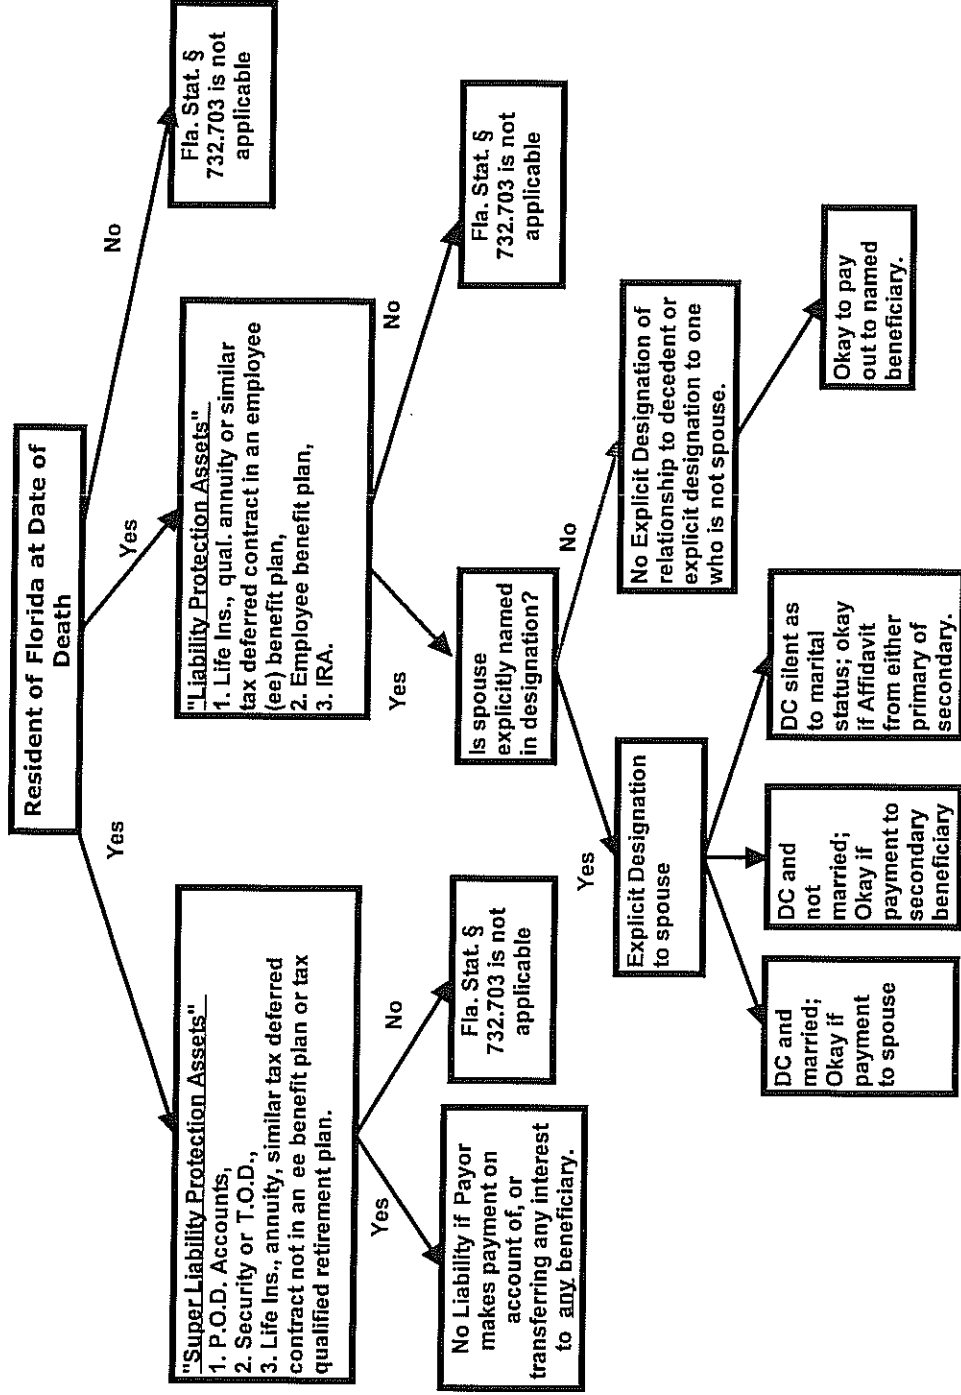 Resident of Florida at Date of
Death
Yes
Yes
No
"Super Liability Protection Assets"
1. P.O.D. Accounts,
2. Security or T.O.D.,
3. Life Ins., annuity, similar tax deferred
contract not in an ee benefit plan or tax
qualified retirement plan.
"Liability Protection Assets"
1. Life Ins., qual. annuity or similar
tax deferred contract in an employee
(ee) benefit plan,
2. Employee benefit plan,
3. IRA.
Fla. Stat. §
732.703 is not
applicable
Yes
No
Yes
No
No Liability if Payor
makes payment on
account of, or
transferring any interest
to any beneficiary.
Fla. Stat. §
732.703 is not
applicable
Is spouse
explicitly named
in designation?
Fla. Stat. §
732.703 is not
applicable
Yes
No
Explicit Designation
to spouse
No Explicit Designation of
relationship to decedent or
explicit designation to one
who is not spouse.
DC and
married;
Okay if
payment
to spouse
DC and
not
married;
Okay if
payment to
secondary
beneficiary
DC silent as
to marital
status; okay
if Affidavit
from either
primary of
secondary.
Okay to pay
out to named
beneficiary.